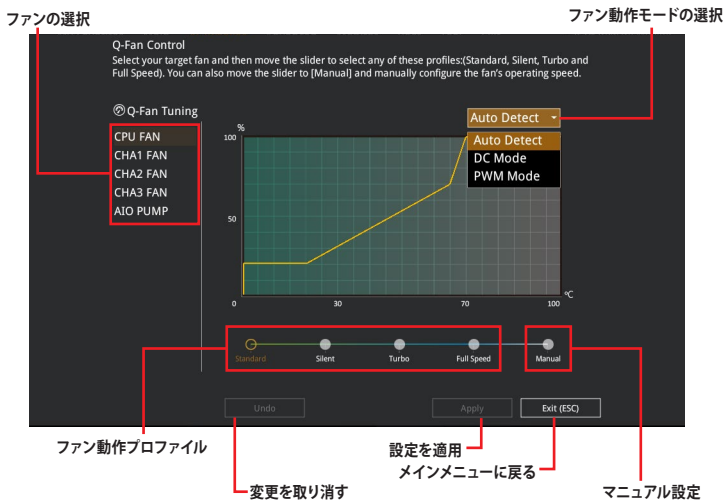 ファンの選択
ファン動作モードの選択
Q-Fan Control
Select your target fan and then move the slider to select any of these profiles:(Standard, Silent, Turbo and
Full Speed). You can also move the slider to [Manual] and manually configure the fan's operating speed.
Q-Fan Tuning
Auto Detect
CPU FAN
CHA1 FAN
CHA2 FAN
CHA3 FAN
AIO PUMP
Auto Detect
DC Mode
PWM Mode
%
100
50
0
30
70
100
°C
Standard
Silent
Turbo
Full Speed
Manual
Undo
Apply
Exit (ESC)
ファン動作プロファイル
設定を適用
メインメニューに戻る
変更を取り消す
マニュアル設定